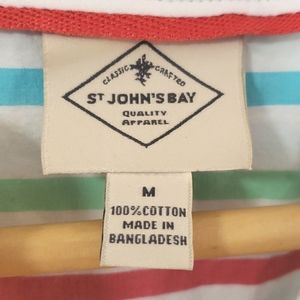 CLASSIC CRAFTED
ST JOHN'S BAY
QUALITY
APPAREL
M
100% COTTON
MADE IN
BANGLADESH